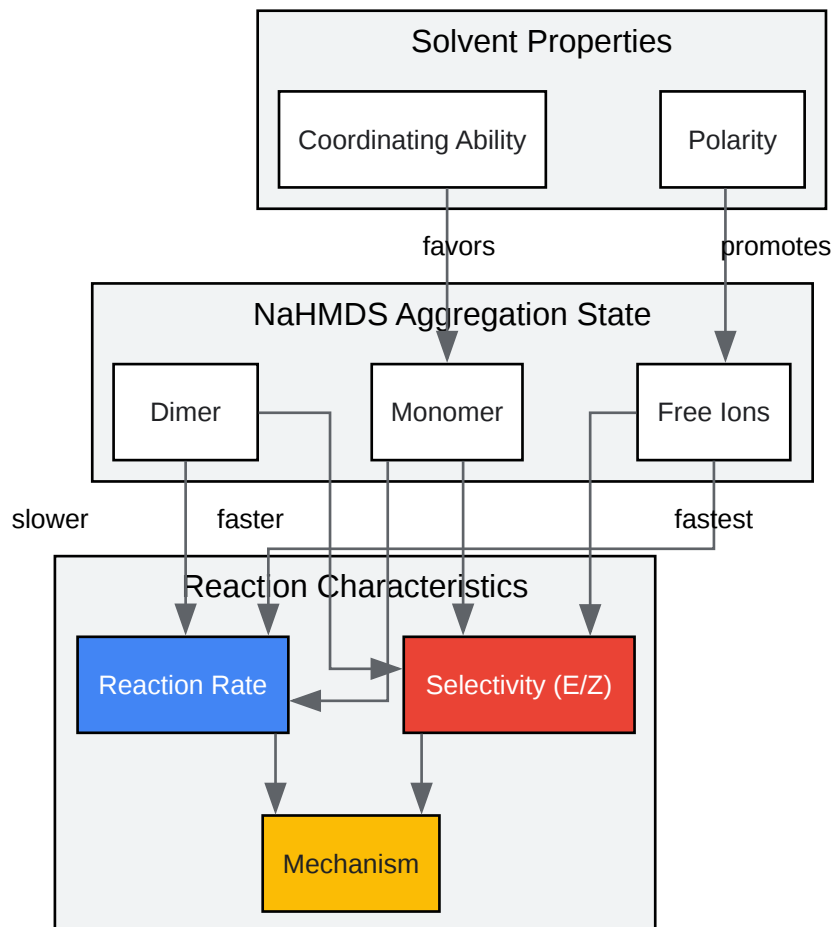 Solvent Properties
Coordinating Ability
Polarity
favors
promotes
NaHMDS Aggregation State
Dimer
Monomer
Free Ions
slower
faster
fastest
Reaction Characteristics
Reaction Rate
Selectivity (E/Z)
Mechanism